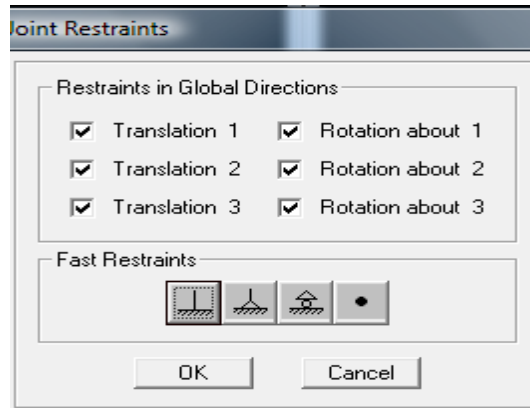 Joint Restraints
Restraints in Global Directions
Translation 1 Rotation about 1
Translation 2 Rotation about 2
Translation 3 Rotation about 3
Fast Restraints
OK Cancel